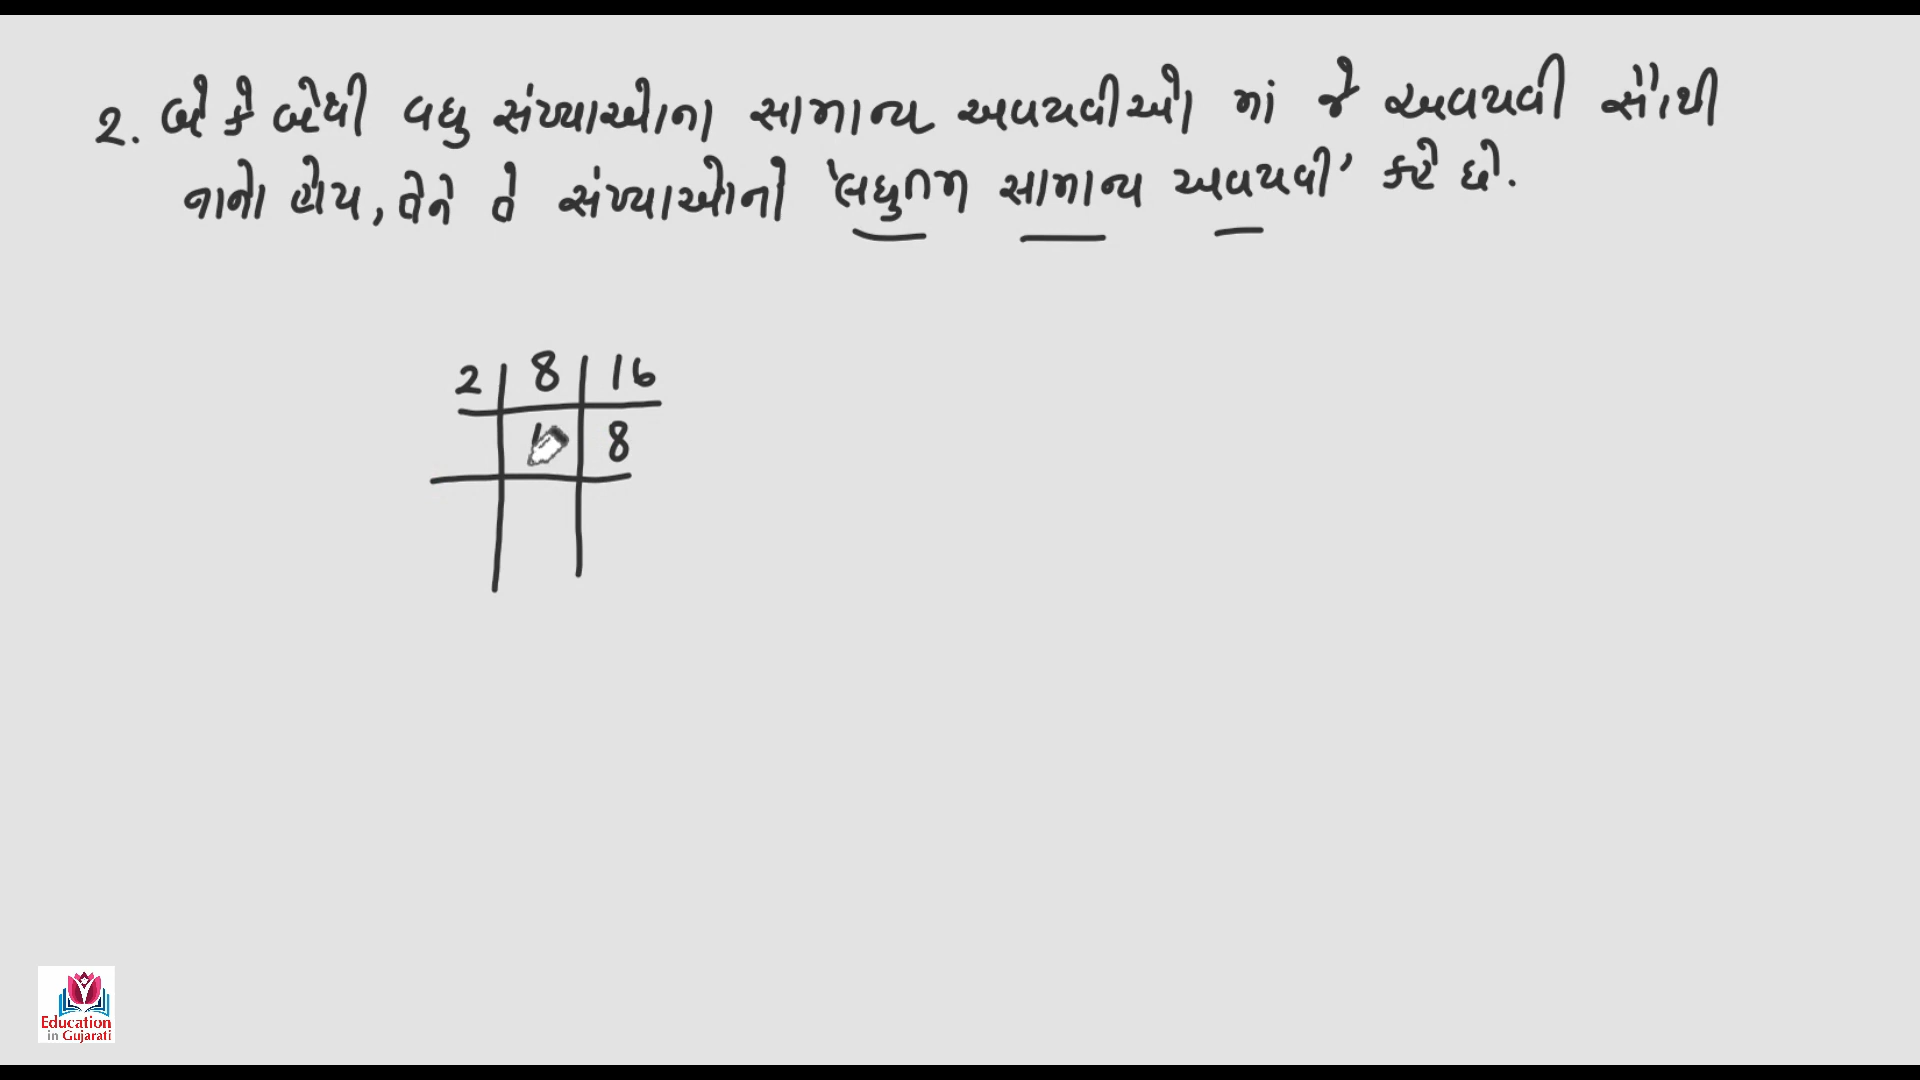 2. બે કે બેથી વધુ સંખ્યાઓના સામાન્ય અવયવીઓ માં જે અવયવી સૌથી
નાનો હોય, તેને તે સંખ્યાઓનો 'લઘુતમ સામાન્ય અવયવી' કહે છે.
2 8 16
8
Education
in Gujarati